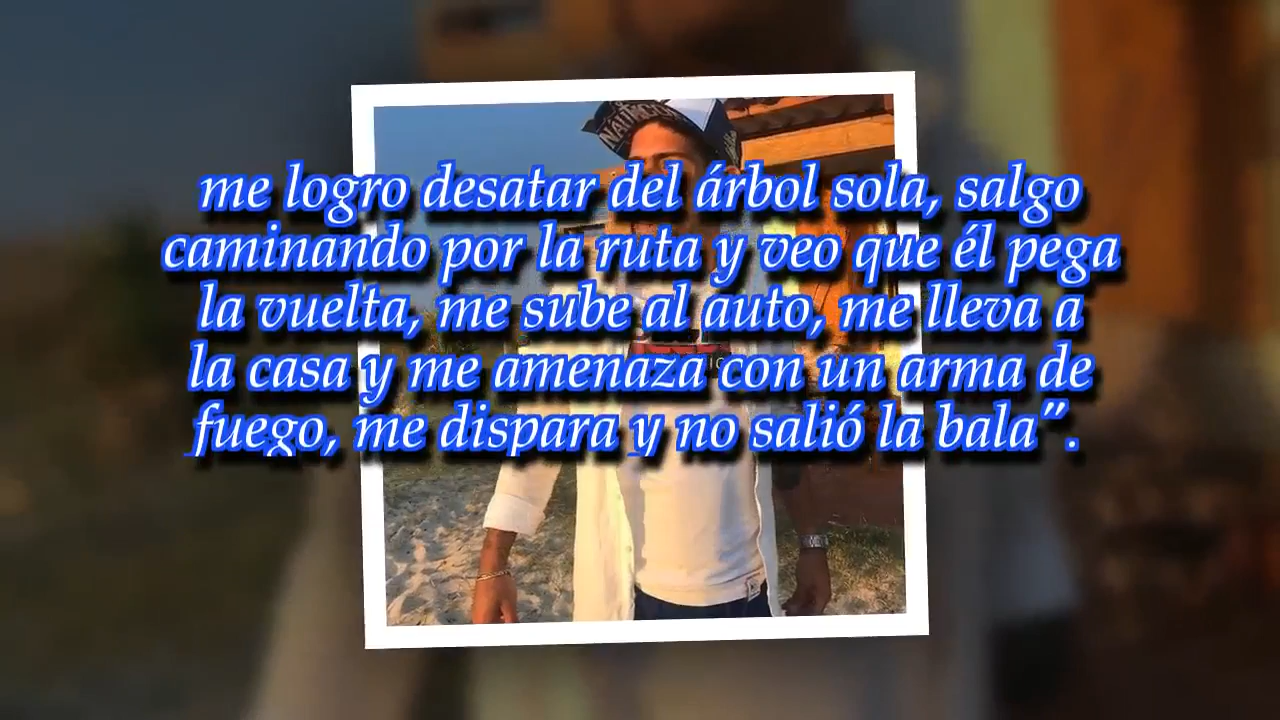 NAUTICA
me logro desatar del árbol sola, salgo
caminando por la ruta y veo que él pega
la vuelta, me sube al auto, me lleva a
la casa y me amenaza con un arma de
fuego, me dispara y no salió la bala”.